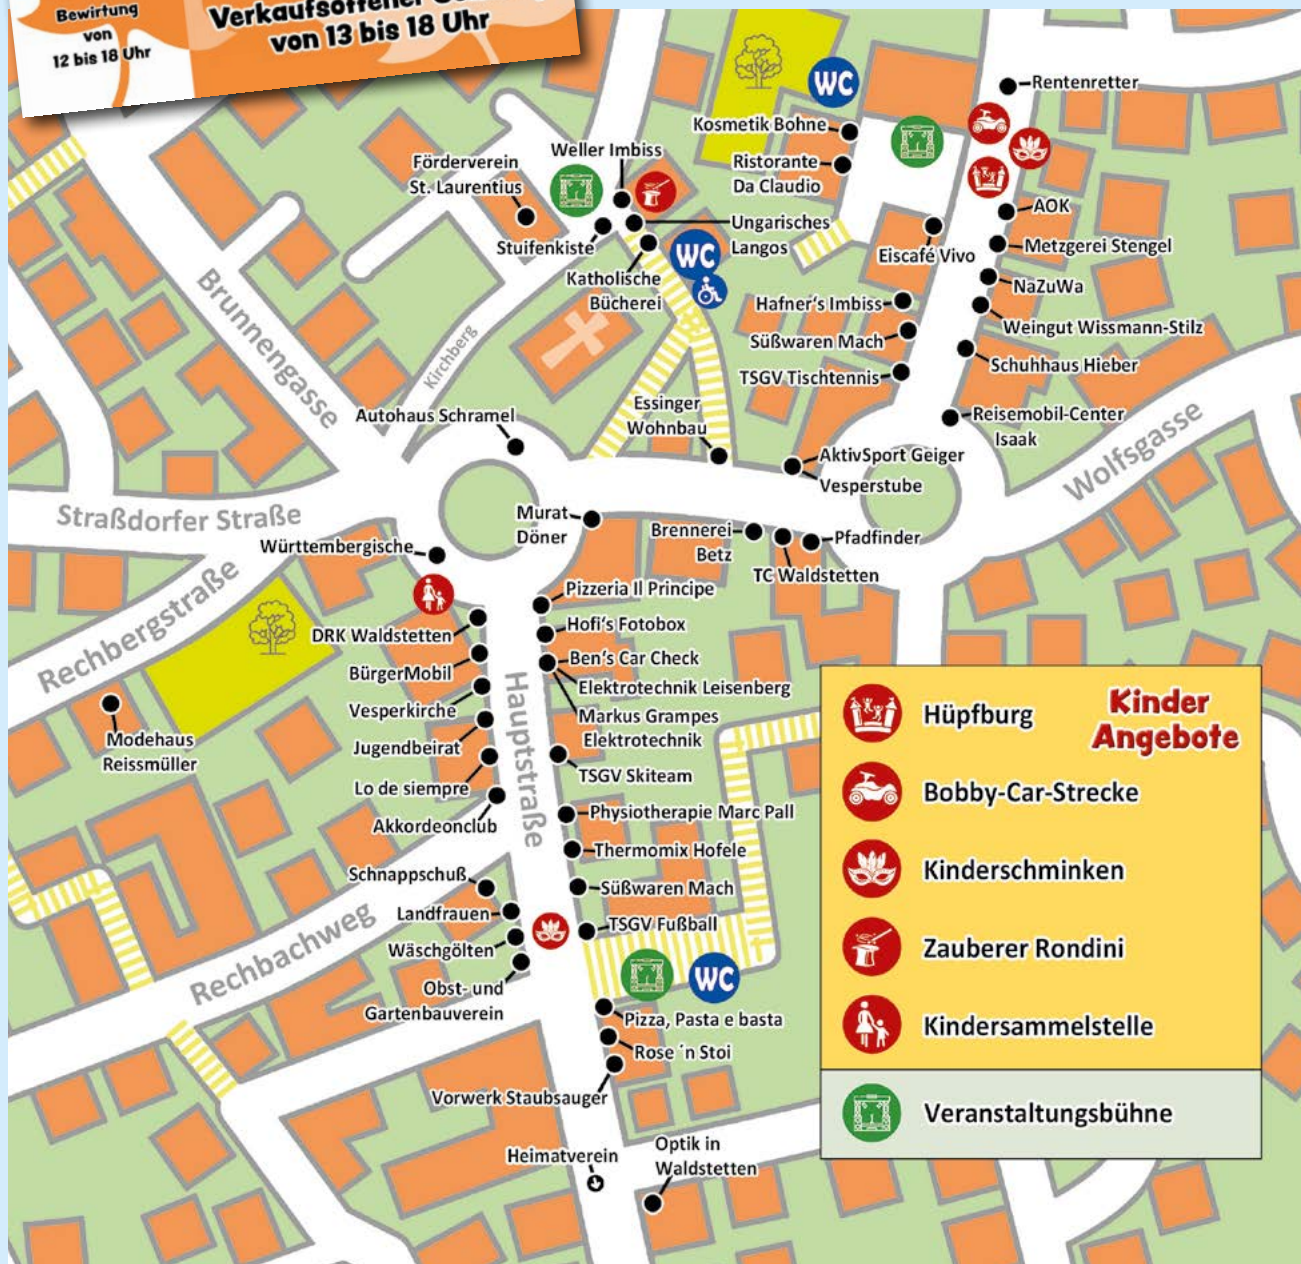 Bewirtung
von
12 bis 18 Uhr
Verkaufsoffener
von 13 bis 18 Uhr
WC
Rentenretter
Kosmetik Bohne
Ristorante
Da Claudio
Weller Imbiss
Förderverein
St. Laurentius
Stuifenkiste
Ungarisches
Langos
WC
Katholische
Bücherei
AOK
Metzgerei Stengel
Eiscafé Vivo
NaZuWa
Hafner's Imbiss
Weingut Wissmann-Stilz
Süßwaren Mach
Schuhhaus Hieber
TSGV Tischtennis
Brunnengasse
Kirchberg
Autohaus Schramel
Essinger
Wohnbau
Reisemobil-Center
Isaak
AktivSport Geiger
Vesperstube
Wolfsgasse
Straßdorfer Straße
Murat
Döner
Brennerei
Betz
Pfadfinder
TC Waldstetten
Württembergische
Rechbergstraße
Pizzeria Il Principe
DRK Waldstetten
Hofi's Fotobox
BürgerMobil
Ben's Car Check
Elektrotechnik Leisenberg
Vesperkirche
Markus Grampes
Elektrotechnik
Modehaus
Reissmüller
Jugendbeirat
Lo de siempre
TSGV Skiteam
Hauptstraße
Akkordeonclub
Physiotherapie Marc Pall
Thermomix Hofele
Schnappschuß
Süßwaren Mach
Landfrauen
TSGV Fußball
Wäschgölten
Rechbachweg
Obst- und
Gartenbauverein
WC
Pizza, Pasta e basta
Rose ´n Stoi
Vorwerk Staubsauger
Heimatverein
Optik in
Waldstetten
Kinder
Angebote
Hüpfburg
Bobby-Car-Strecke
Kinderschminken
Zauberer Rondini
Kindersammelstelle
Veranstaltungsbühne